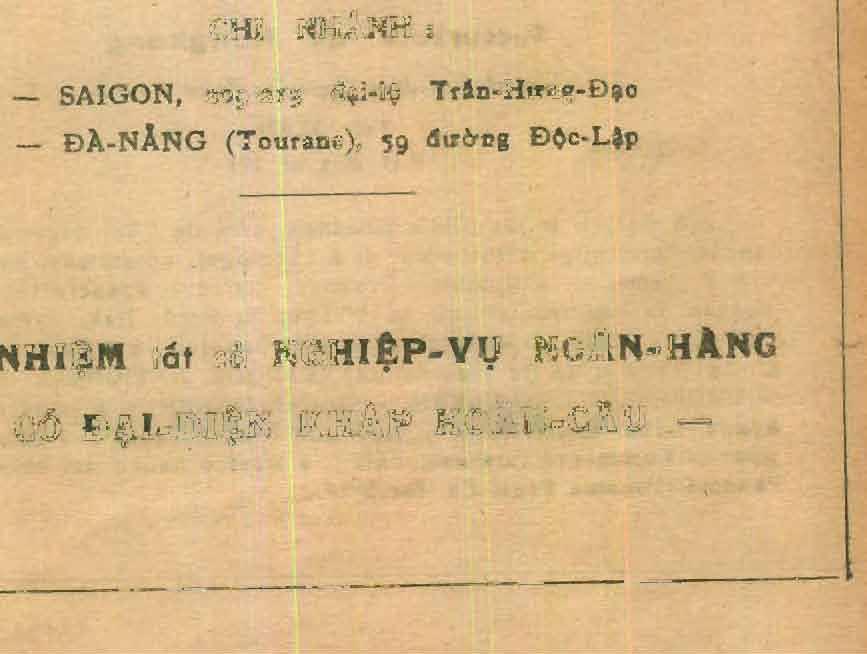 CHI NHÁNH :
— SAIGON, đại-lộ Trần-Hưng-Đạo
— ĐÀ-NẴNG (Tourane), 59 đường Độc-Lập
NHIỆM tất cả NGHIỆP-VỤ NGÂN-HÀNG
CÓ ĐẠI-DIỆN KHẮP HOÀN-CẦU —